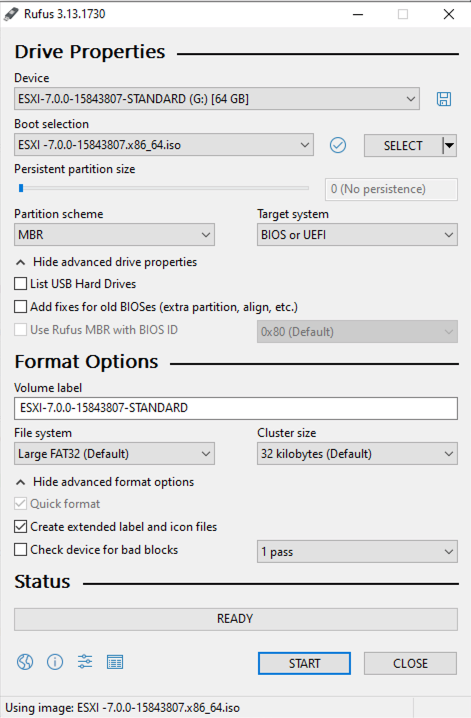 Rufus 3.13.1730
Drive Properties
Device
ESXI-7.0.0-15843807-STANDARD (G:) [64 GB]
Boot selection
ESXI -7.0.0-15843807.x86_64.iso
SELECT
Persistent partition size
0 (No persistence)
Partition scheme
Target system
MBR
BIOS or UEFI
Hide advanced drive properties
List USB Hard Drives
Add fixes for old BIOSes (extra partition, align, etc.)
Use Rufus MBR with BIOS ID
0x80 (Default)
Format Options
Volume label
ESXI-7.0.0-15843807-STANDARD
File system
Cluster size
Large FAT32 (Default)
32 kilobytes (Default)
Hide advanced format options
Quick format
Create extended label and icon files
Check device for bad blocks
1 pass
Status
READY
START
CLOSE
Using image: ESXI -7.0.0-15843807.x86_64.iso